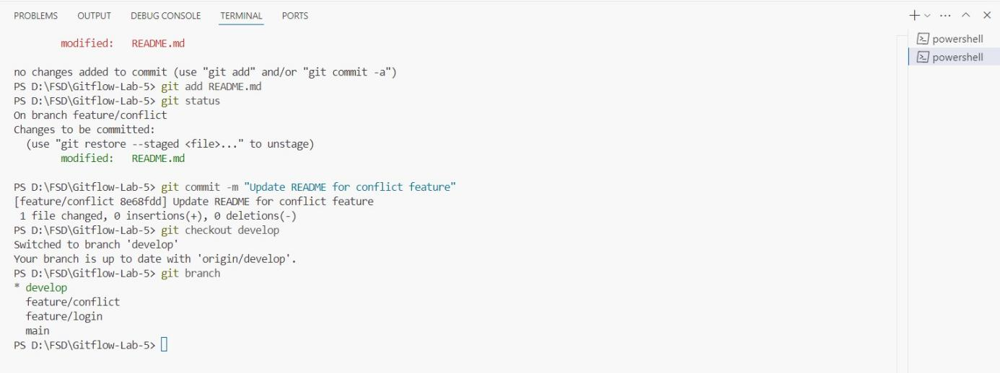 PROBLEMS OUTPUT DEBUG CONSOLE TERMINAL PORTS
modified: README.md
no changes added to commit (use "git add" and/or "git commit -a")
PS D:\FSD\Gitflow-Lab-5> git add README.md
PS D:\FSD\Gitflow-Lab-5> git status
On branch feature/conflict
Changes to be committed:
(use "git restore --staged <file>..." to unstage)
modified: README.md
PS D:\FSD\Gitflow-Lab-5> git commit -m "Update README for conflict feature"
[feature/conflict 8e68fdd] Update README for conflict feature
1 file changed, 0 insertions(+), 0 deletions(-)
PS D:\FSD\Gitflow-Lab-5> git checkout develop
Switched to branch 'develop'
Your branch is up to date with 'origin/develop'.
PS D:\FSD\Gitflow-Lab-5> git branch
* develop
feature/conflict
feature/login
main
PS D:\FSD\Gitflow-Lab-5>
powershell
powershell